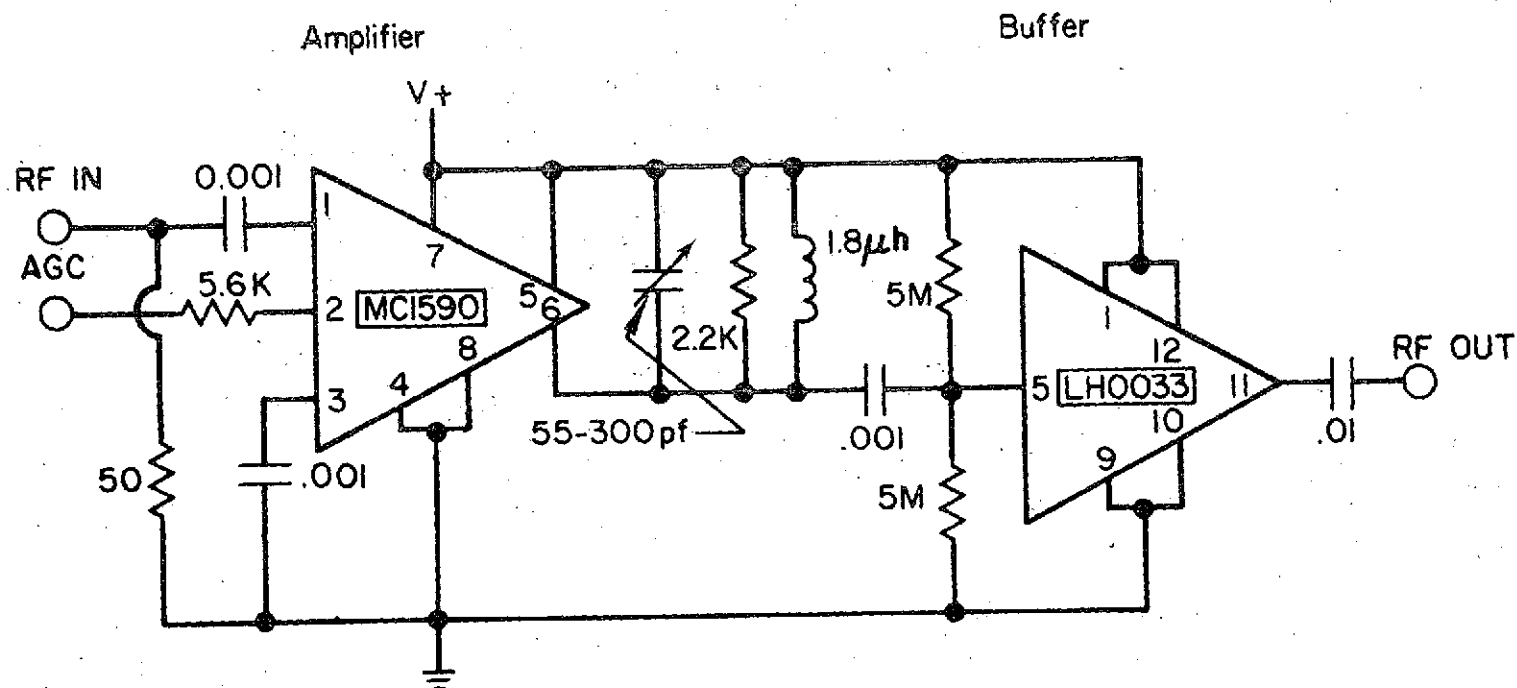 Amplifier
Buffer
V+
RF IN
0.001
1
7
AGC
5.6K
2
MC1590
5
6
8
4
3
50
.001
1.8μh
2.2K
55-300pf
5M
.001
5M
1
12
5
LH0033
11
10
9
RF OUT
.01